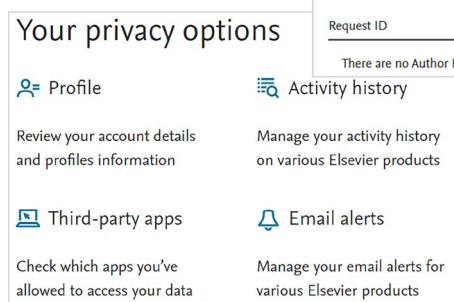 Your privacy options
Request ID
There are no Author
Profile
Activity history
Review your account details
and profiles information
Manage your activity history
on various Elsevier products
Third-party apps
Email alerts
Check which apps you've
allowed to access your data
Manage your email alerts for
various Elsevier products